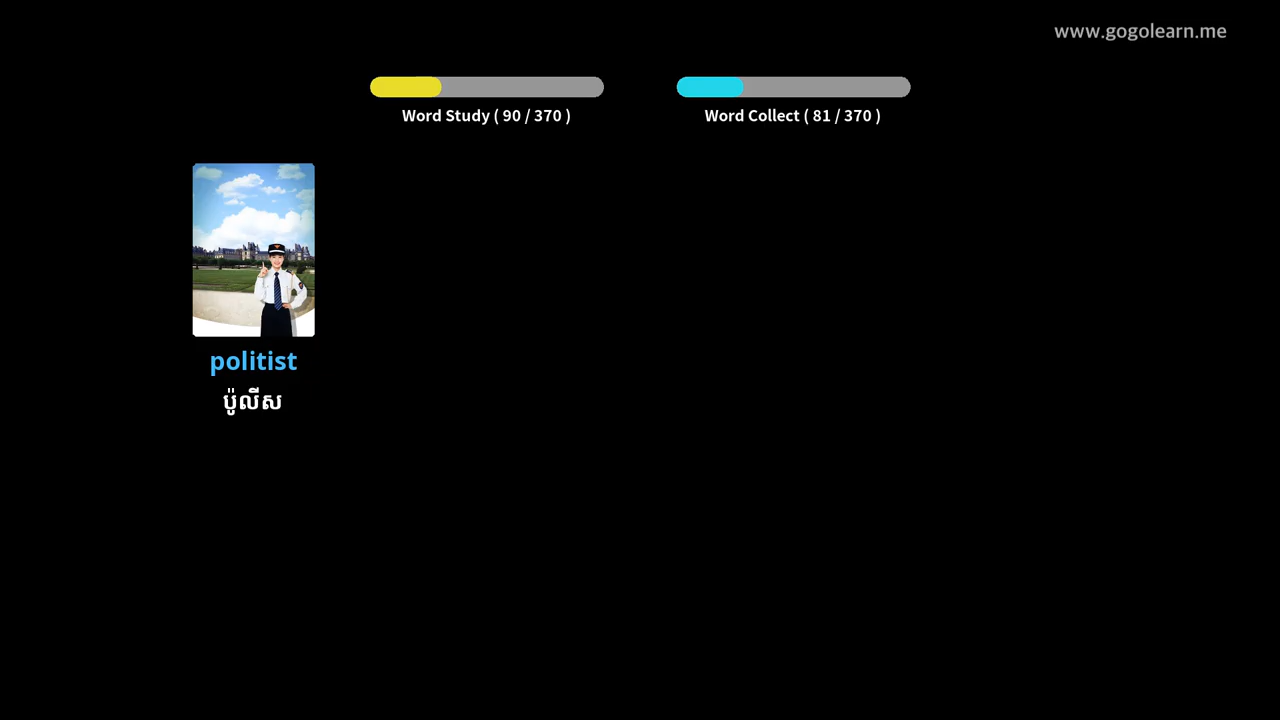 www.gogolearn.me
Word Study ( 90 / 370 )
Word Collect ( 81 / 370 )
politist
ប៉ូលីស